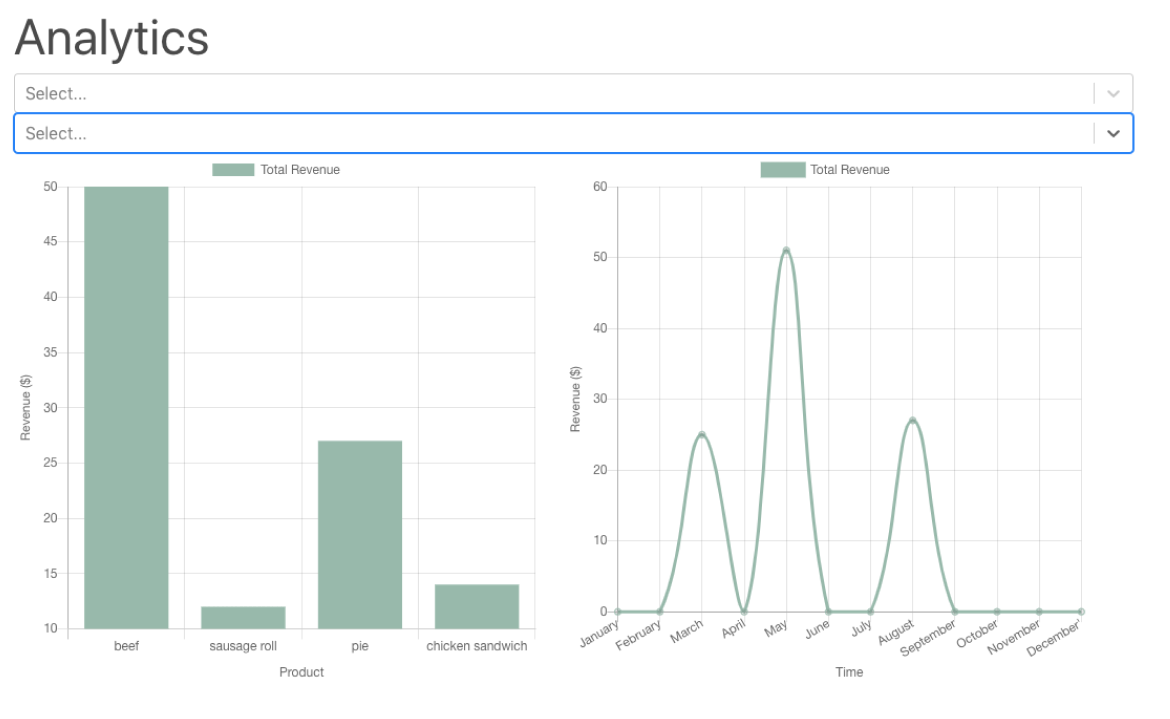 Analytics
Select...
Select...
Total Revenue
50
45
40
35
30
25
20
15
10
Revenue ($)
beef sausage roll pie chicken sandwich
Product
Total Revenue
60
50
40
30
20
10
0
Revenue ($)
January February March April May June July August September October November December
Time